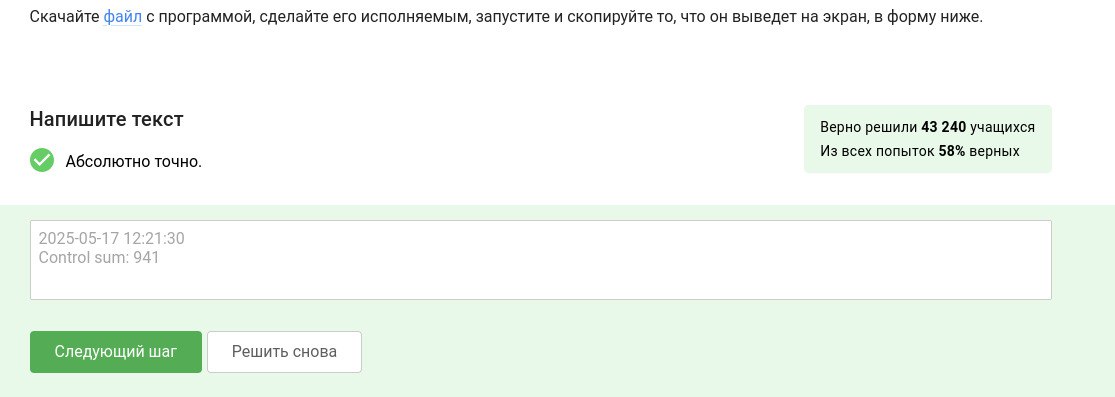 Скачайте файл с программой, сделайте его исполняемым, запустите и скопируйте то, что он выведет на экран, в форму ниже.
Напишите текст
Верно решили 43 240 учащихся
Из всех попыток 58% верных
Абсолютно точно.
2025-05-17 12:21:30
Control sum: 941
Следующий шаг
Решить снова